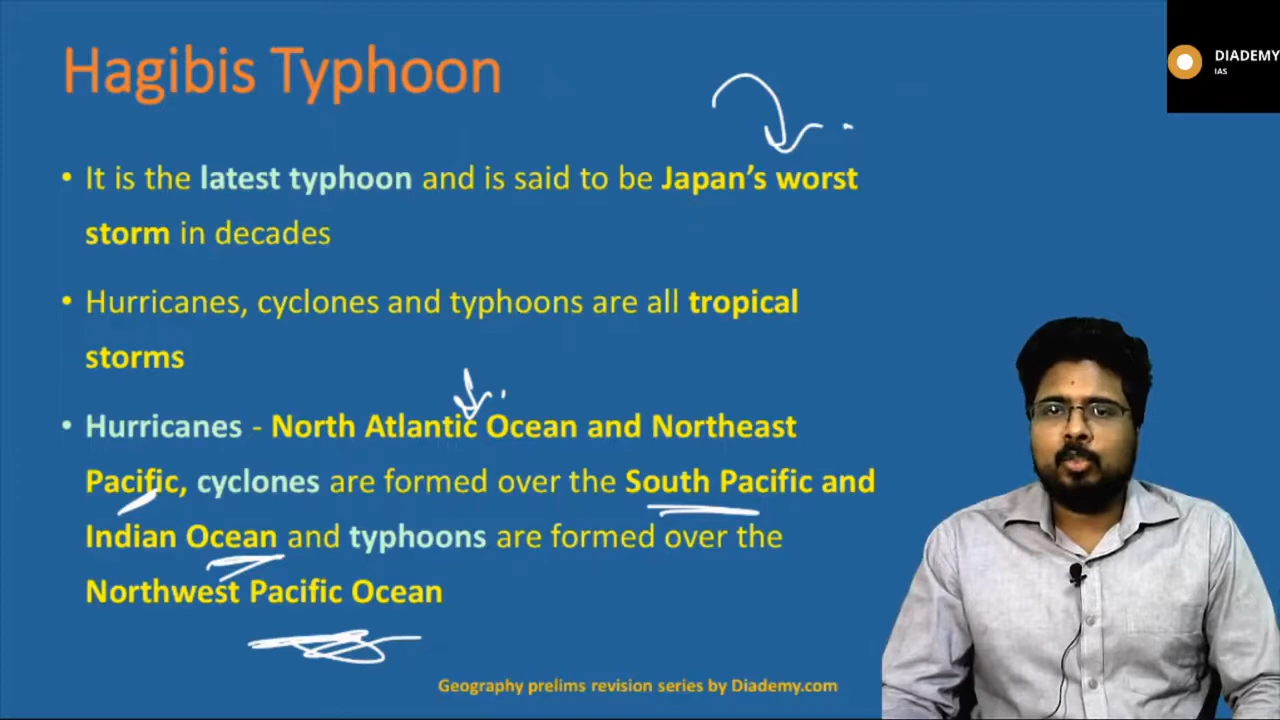 Hagibis Typhoon
DIADEMY
IAS
• It is the latest typhoon and is said to be Japan’s worst
storm in decades
• Hurricanes, cyclones and typhoons are all tropical
storms
• Hurricanes - North Atlantic Ocean and Northeast
Pacific, cyclones are formed over the South Pacific and
Indian Ocean and typhoons are formed over the
Northwest Pacific Ocean
Geography prelims revision series by Diademy.com